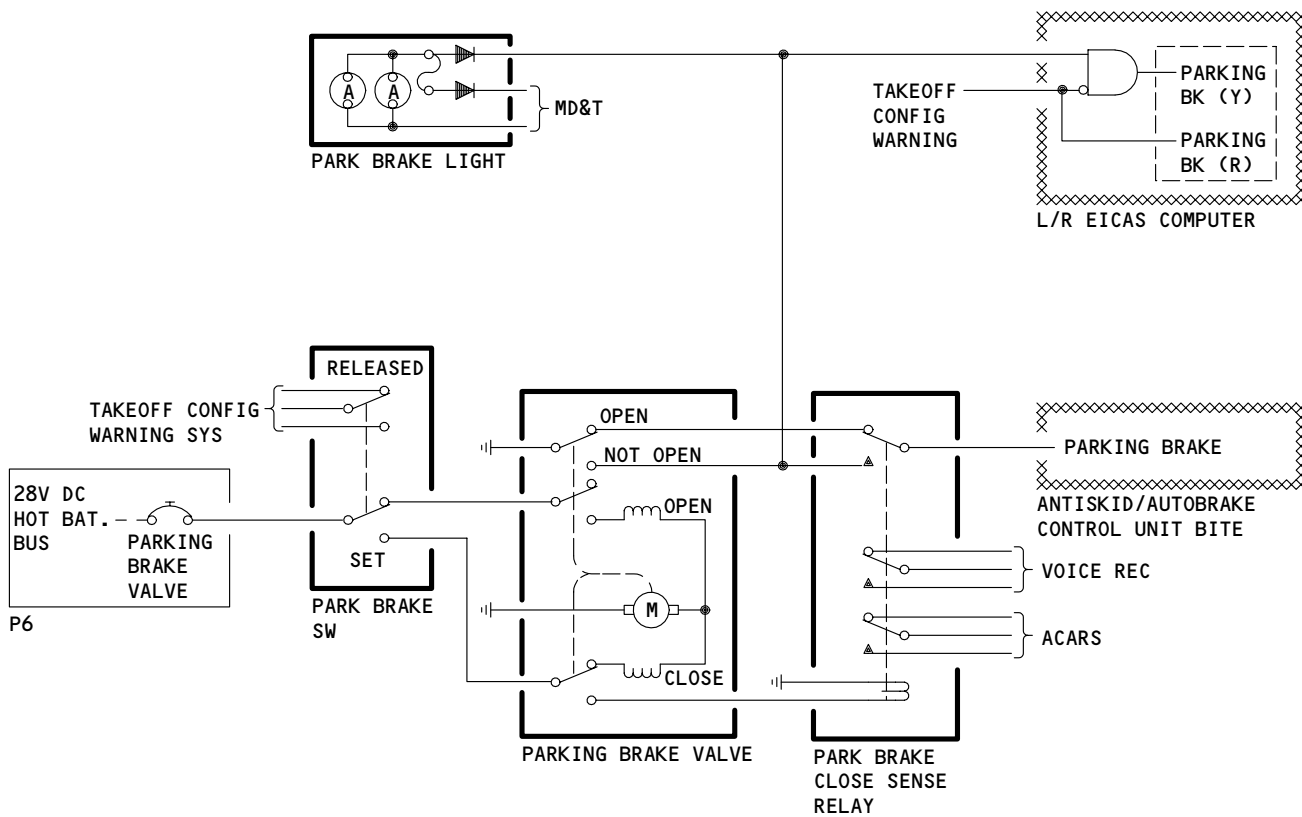 A A
MD&T
PARK BRAKE LIGHT
TAKEOFF
CONFIG
WARNING
PARKING
BK (Y)
PARKING
BK (R)
L/R EICAS COMPUTER
RELEASED
TAKEOFF CONFIG
WARNING SYS
28V DC
HOT BAT.
BUS
PARKING
BRAKE
VALVE
P6
SET
PARK BRAKE
SW
OPEN
NOT OPEN
OPEN
M
CLOSE
PARKING BRAKE VALVE
PARKING BRAKE
ANTISKID/AUTOBRAKE
CONTROL UNIT BITE
VOICE REC
ACARS
PARK BRAKE
CLOSE SENSE
RELAY